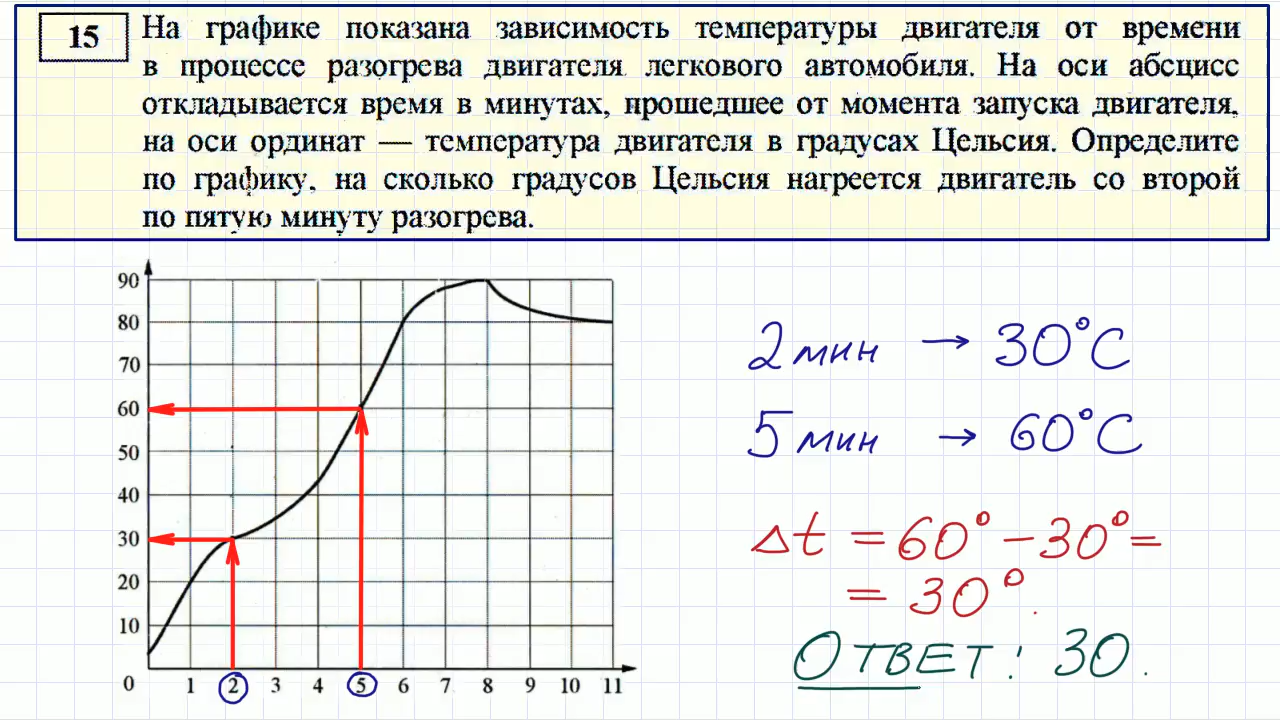 15
На графике показана зависимость температуры двигателя от времени
в процессе разогрева двигателя легкового автомобиля. На оси абсцисс
откладывается время в минутах, прошедшее от момента запуска двигателя,
на оси ординат — температура двигателя в градусах Цельсия. Определите
по графику, на сколько градусов Цельсия нагреется двигатель со второй
по пятую минуту разогрева.
90
80
70
60
50
40
30
20
10
0 1 2 3 4 5 6 7 8 9 10 11
2 мин → 30°С
5 мин → 60°С
Δt = 60° – 30° =
= 30°.
Ответ: 30.